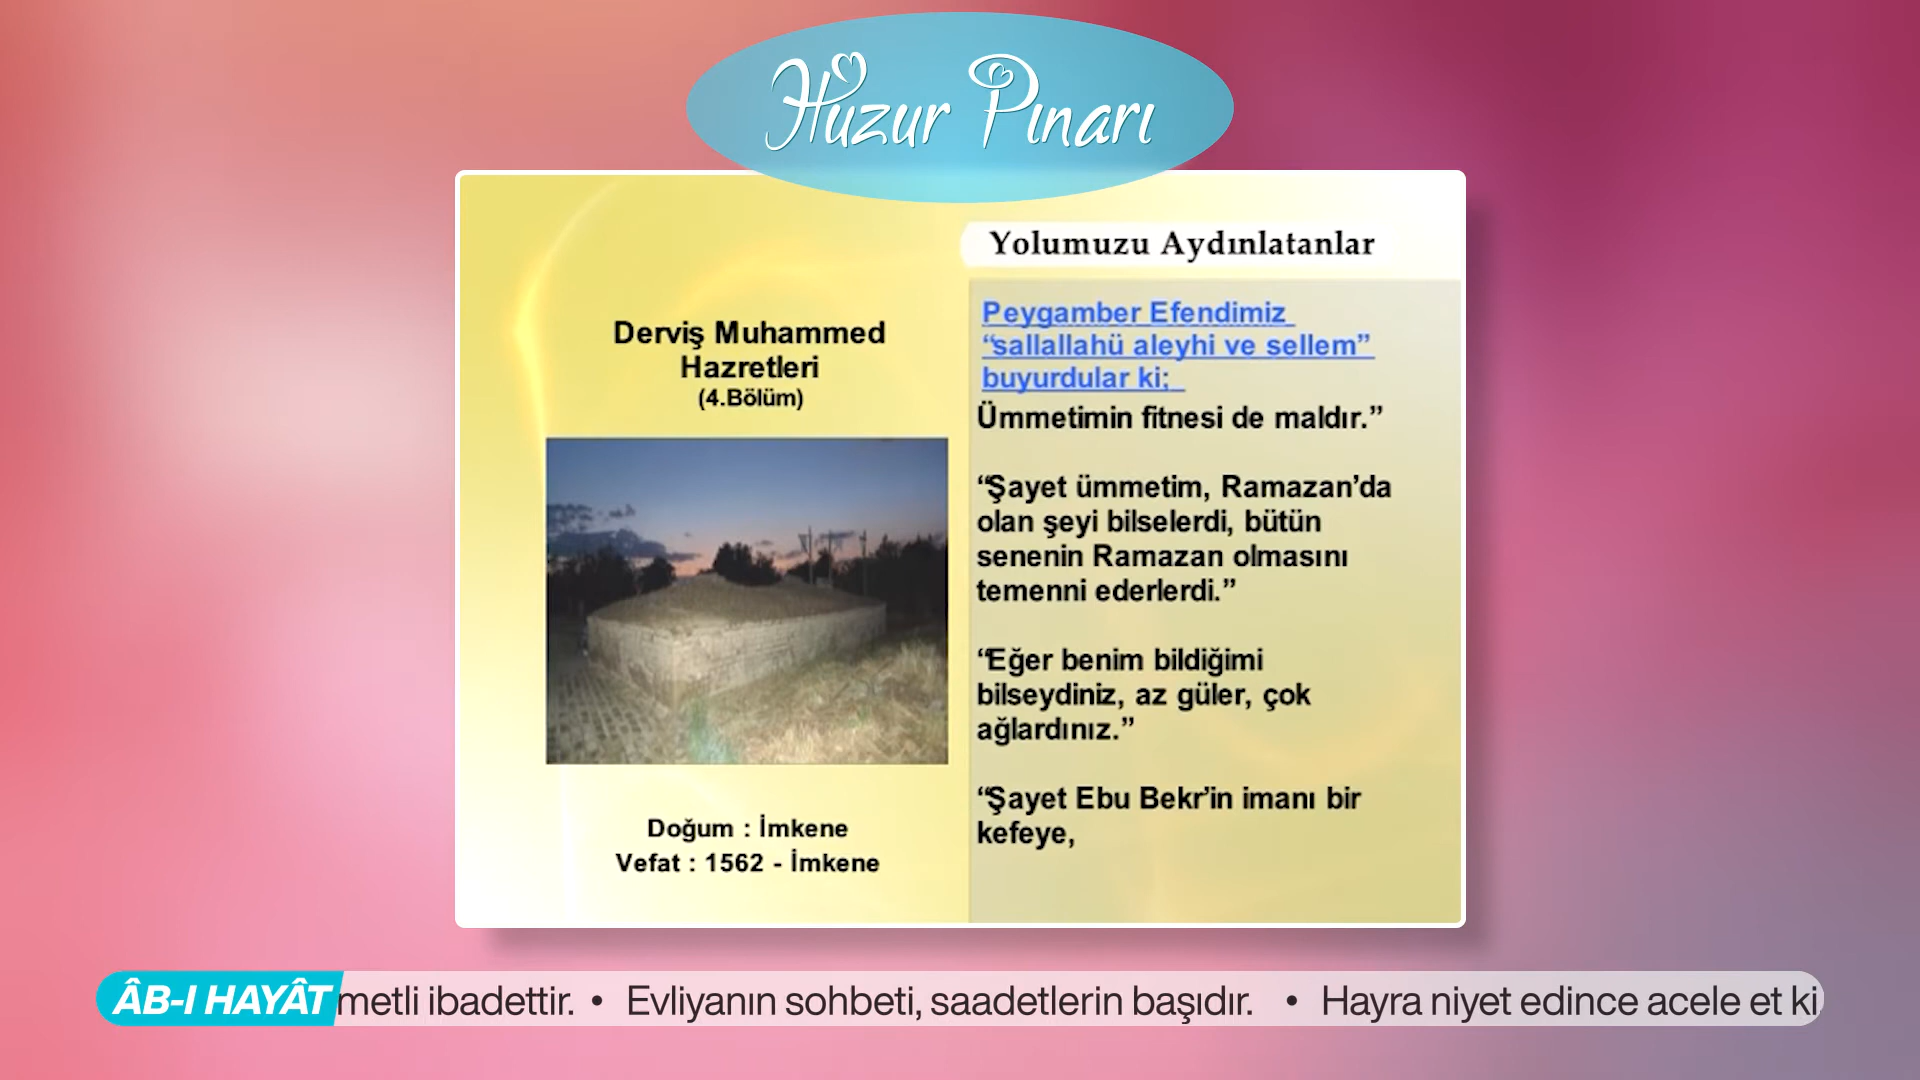 Huzur Pınarı
Yolumuzu Aydınlatanlar
Derviş Muhammed
Hazretleri
(4.Bölüm)
Doğum : İmkene
Vefat : 1562 - İmkene
Peygamber Efendimiz
“sallallahü aleyhi ve sellem”
buyurdular ki;
Ümmetimin fitnesi de maldır.”
“Şayet ümmetim, Ramazan’da
olan şeyi bilselerdi, bütün
senenin Ramazan olmasını
temenni ederlerdi.”
“Eğer benim bildiğimi
bilseydiniz, az güler, çok
ağlardınız.”
“Şayet Ebu Bekr’in imanı bir
kefeye,
ÂB-I HAYÂT metli ibadettir. • Evliyanın sohbeti, saadetlerin başıdır. • Hayra niyet edince acele et ki